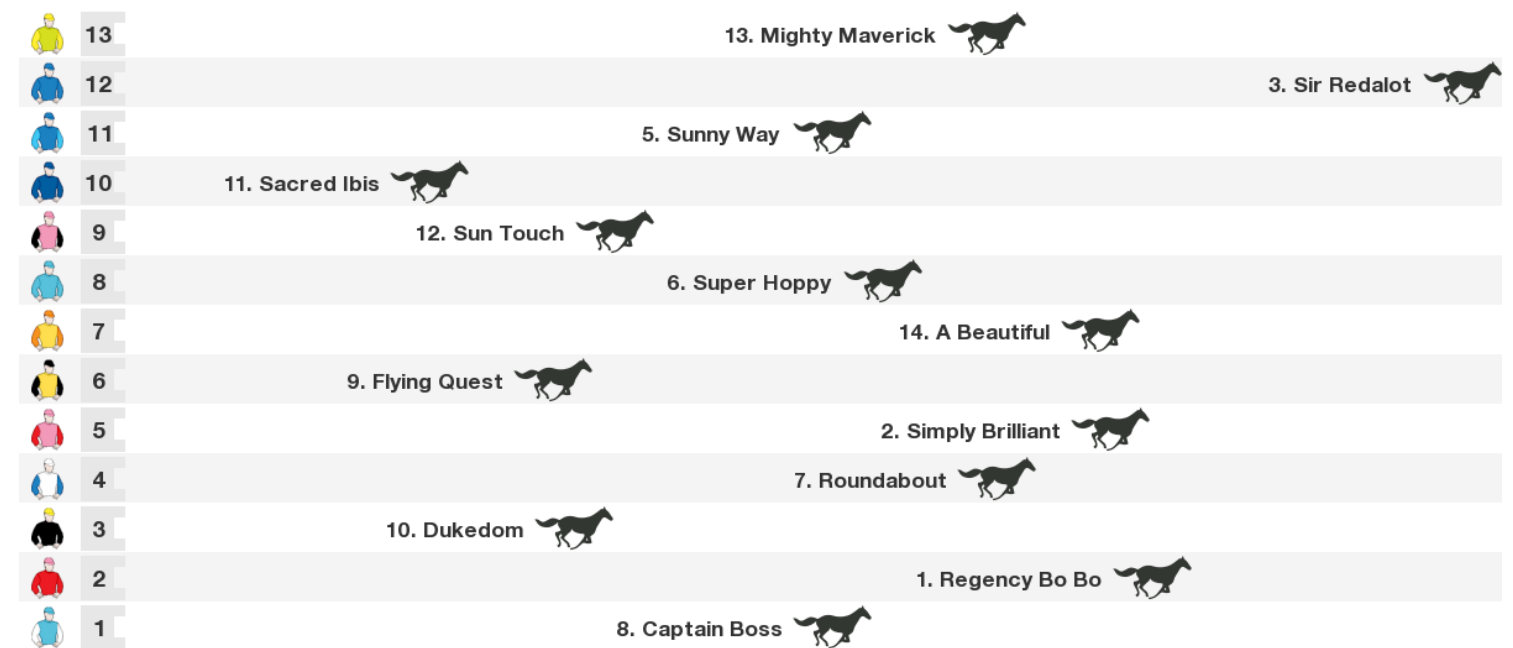 13 13. Mighty Maverick
12 3. Sir Redalot
11 5. Sunny Way
10 11. Sacred Ibis
9 12. Sun Touch
8 6. Super Hoppy
7 14. A Beautiful
6 9. Flying Quest
5 2. Simply Brilliant
4 7. Roundabout
3 10. Dukedom
2 1. Regency Bo Bo
1 8. Captain Boss